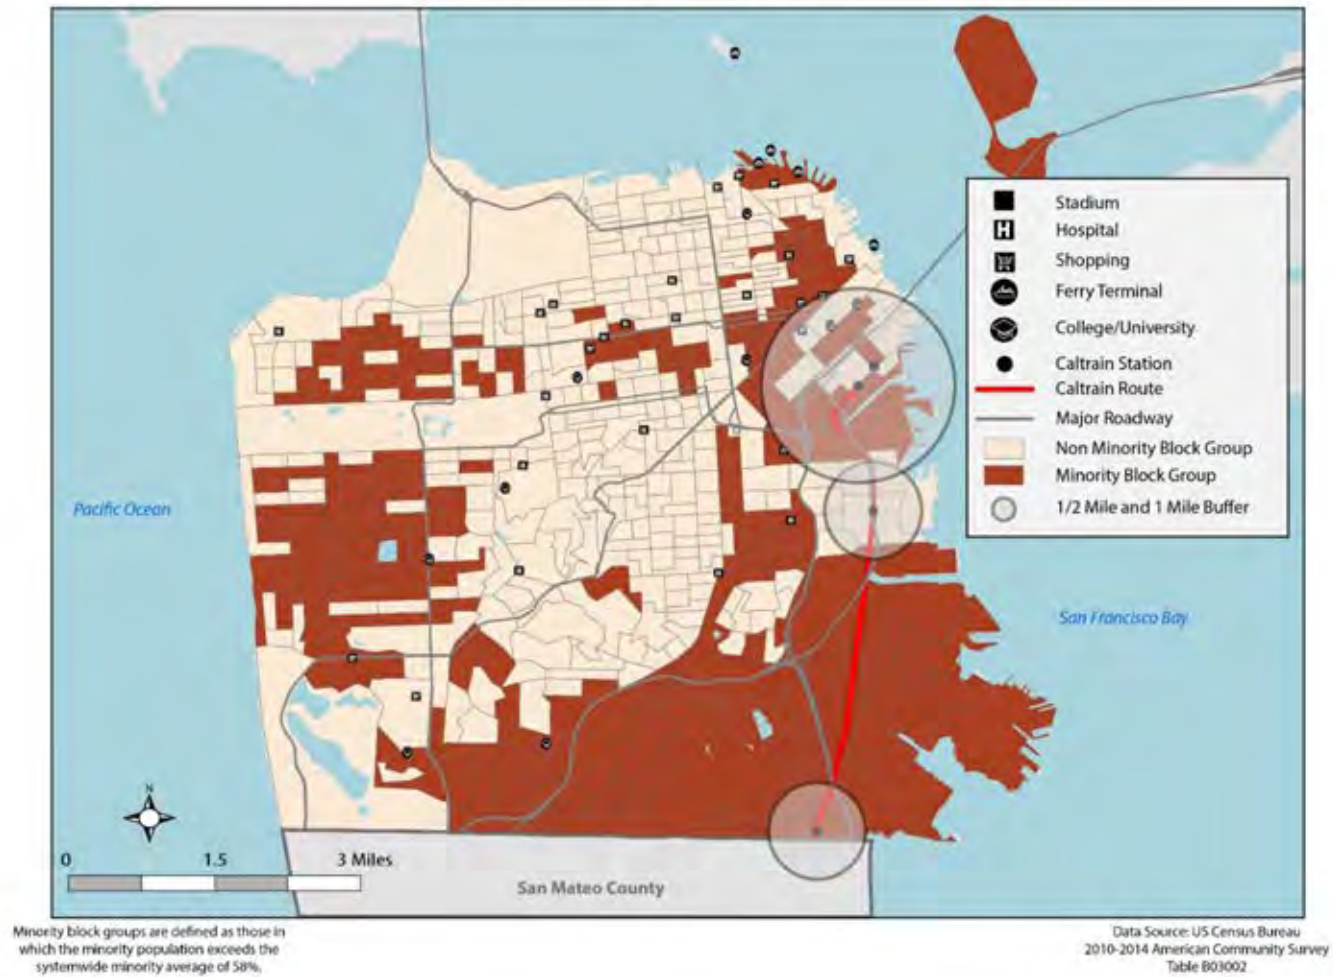 Stadium
Hospital
Shopping
Ferry Terminal
College/University
Caltrain Station
Caltrain Route
Major Roadway
Non Minority Block Group
Minority Block Group
1/2 Mile and 1 Mile Buffer
H
Pacific Ocean
San Francisco Bay
N
0 1.5 3 Miles
San Mateo County
Minority block groups are defined as those in
which the minority population exceeds the
systemwide minority average of 58%.
Data Source: US Census Bureau
2010-2014 American Community Survey
Table B03002